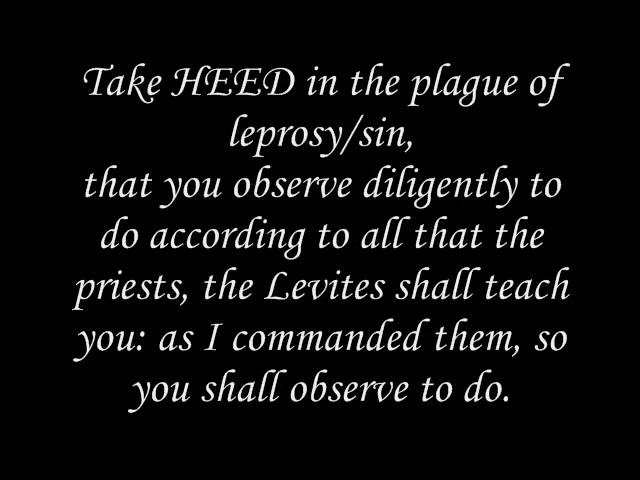 Take HEED in the plague of
leprosy/sin,
that you observe diligently to
do according to all that the
priests, the Levites shall teach
you: as I commanded them, so
you shall observe to do.